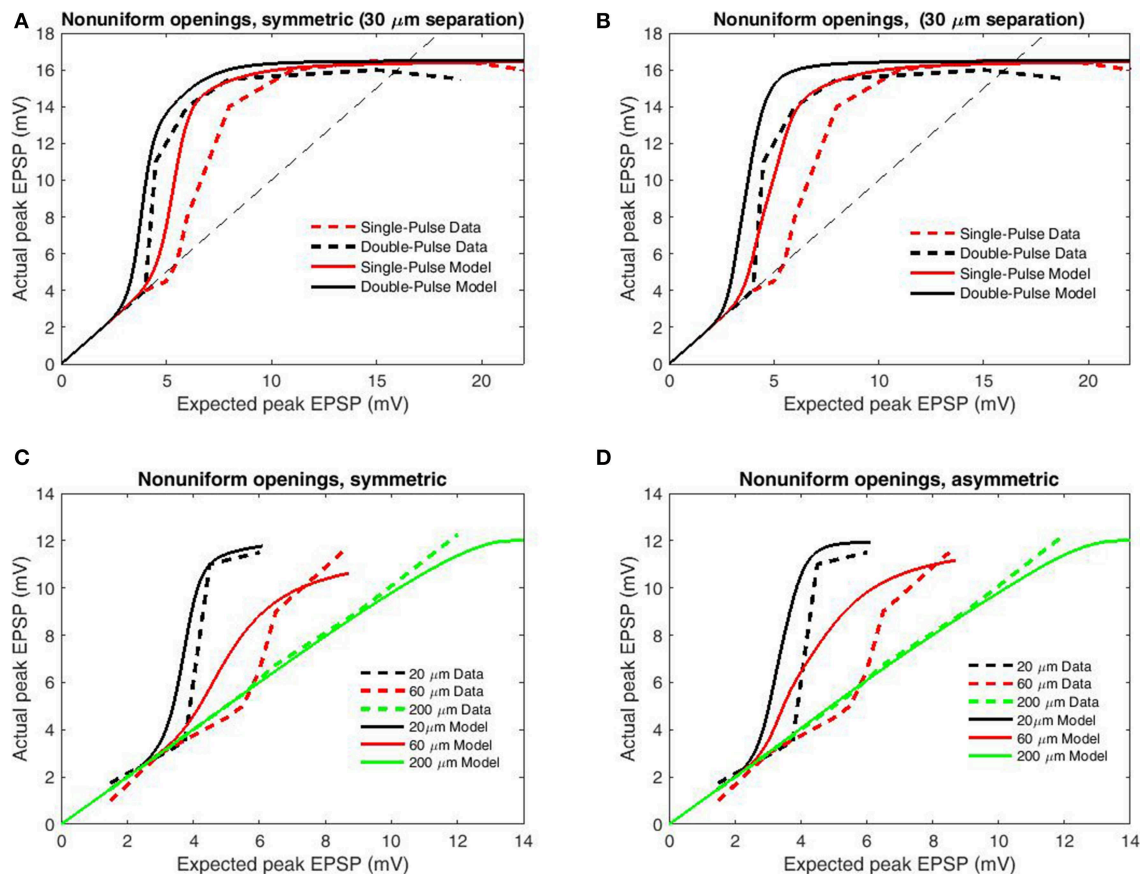 A
Nonuniform openings, symmetric (30 μm separation)
Actual peak EPSP (mV)
18
16
14
12
10
8
6
4
2
0
0 5 10 15 20
Expected peak EPSP (mV)
Single-Pulse Data
Double-Pulse Data
Single-Pulse Model
Double-Pulse Model
B
Nonuniform openings, (30 μm separation)
Actual peak EPSP (mV)
18
16
14
12
10
8
6
4
2
0
0 5 10 15 20
Expected peak EPSP (mV)
Single-Pulse Data
Double-Pulse Data
Single-Pulse Model
Double-Pulse Model
C
Nonuniform openings, symmetric
Actual peak EPSP (mV)
14
12
10
8
6
4
2
0
0 2 4 6 8 10 12 14
Expected peak EPSP (mV)
20 μm Data
60 μm Data
200 μm Data
20μm Model
60 μm Model
200 μm Model
D
Nonuniform openings, asymmetric
Actual peak EPSP (mV)
14
12
10
8
6
4
2
0
0 2 4 6 8 10 12 14
Expected peak EPSP (mV)
20 μm Data
60 μm Data
200 μm Data
20μm Model
60 μm Model
200 μm Model